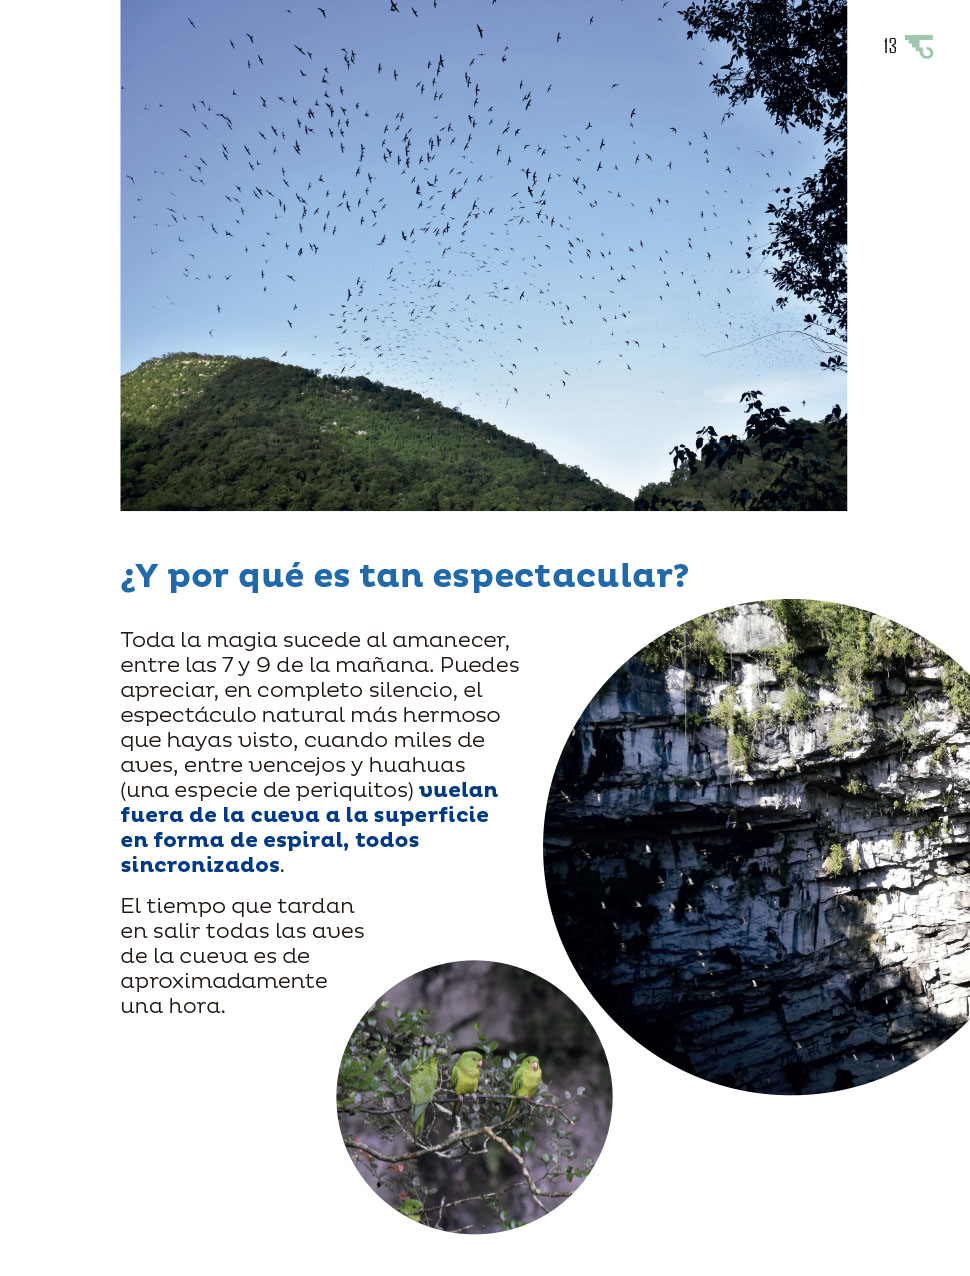 13
¿Y por qué es tan espectacular?
Toda la magia sucede al amanecer,
entre las 7 y 9 de la mañana. Puedes
apreciar, en completo silencio, el
espectáculo natural más hermoso
que hayas visto, cuando miles de
aves, entre vencejos y huahuas
(una especie de periquitos) vuelan
fuera de la cueva a la superficie
en forma de espiral, todos
sincronizados.
El tiempo que tardan
en salir todas las aves
de la cueva es de
aproximadamente
una hora.